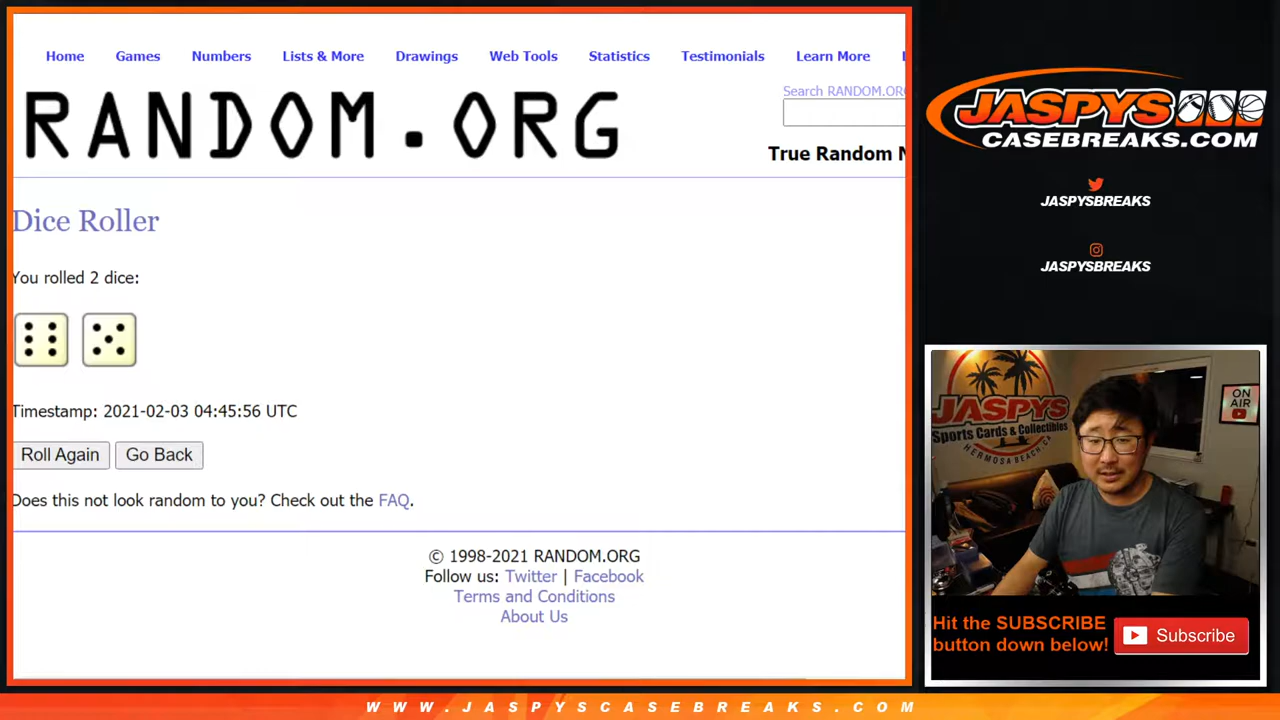 Home Games Numbers Lists & More Drawings Web Tools Statistics Testimonials Learn More
RANDOM.ORG
Search RANDOM.ORG
True Random N
Dice Roller
You rolled 2 dice:
Timestamp: 2021-02-03 04:45:56 UTC
Roll Again Go Back
Does this not look random to you? Check out the FAQ.
© 1998-2021 RANDOM.ORG
Follow us: Twitter | Facebook
Terms and Conditions
About Us
JASPYS
CASEBREAKS.COM
JASPYSBREAKS
JASPYSBREAKS
JASPYS
Sports Cards & Collectibles
HERMOSA BEACH, CA
ON
AIR
Hit the SUBSCRIBE
button down below!
Subscribe
WWW.JASPYSCASEBREAKS.COM